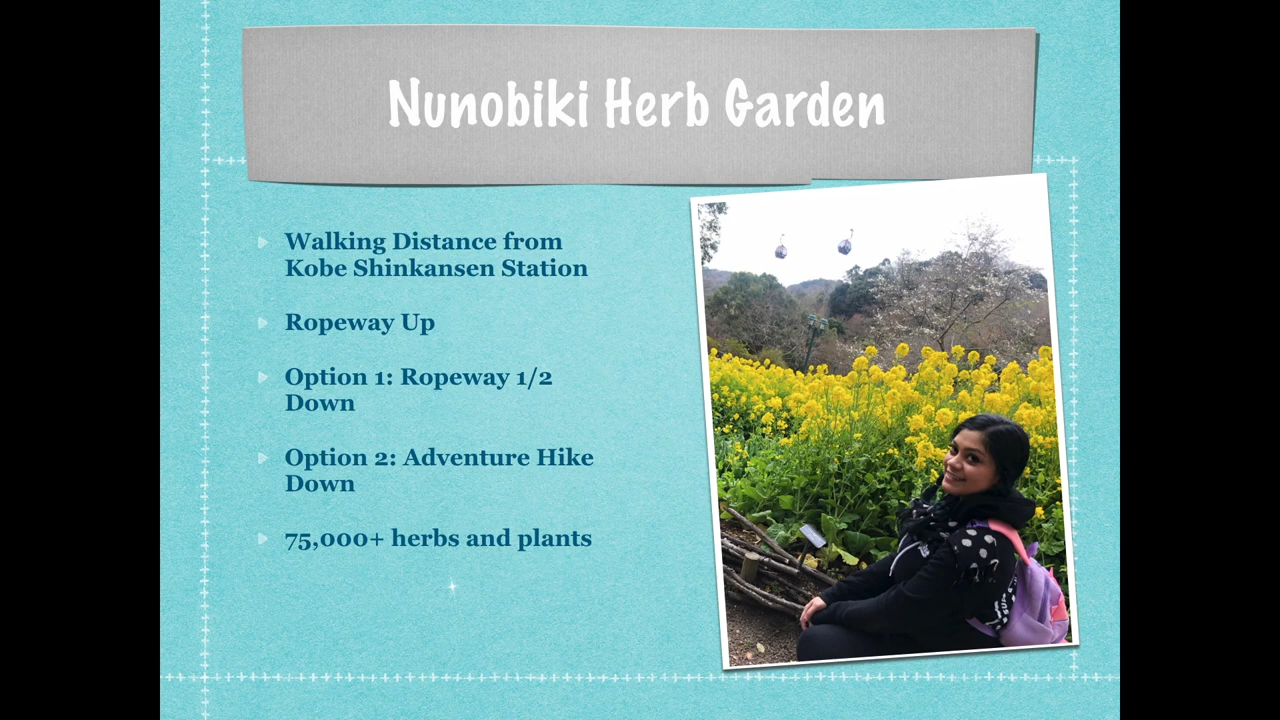 Nunobiki Herb Garden
Walking Distance from
Kobe Shinkansen Station
Ropeway Up
Option 1: Ropeway 1/2
Down
Option 2: Adventure Hike
Down
75,000+ herbs and plants